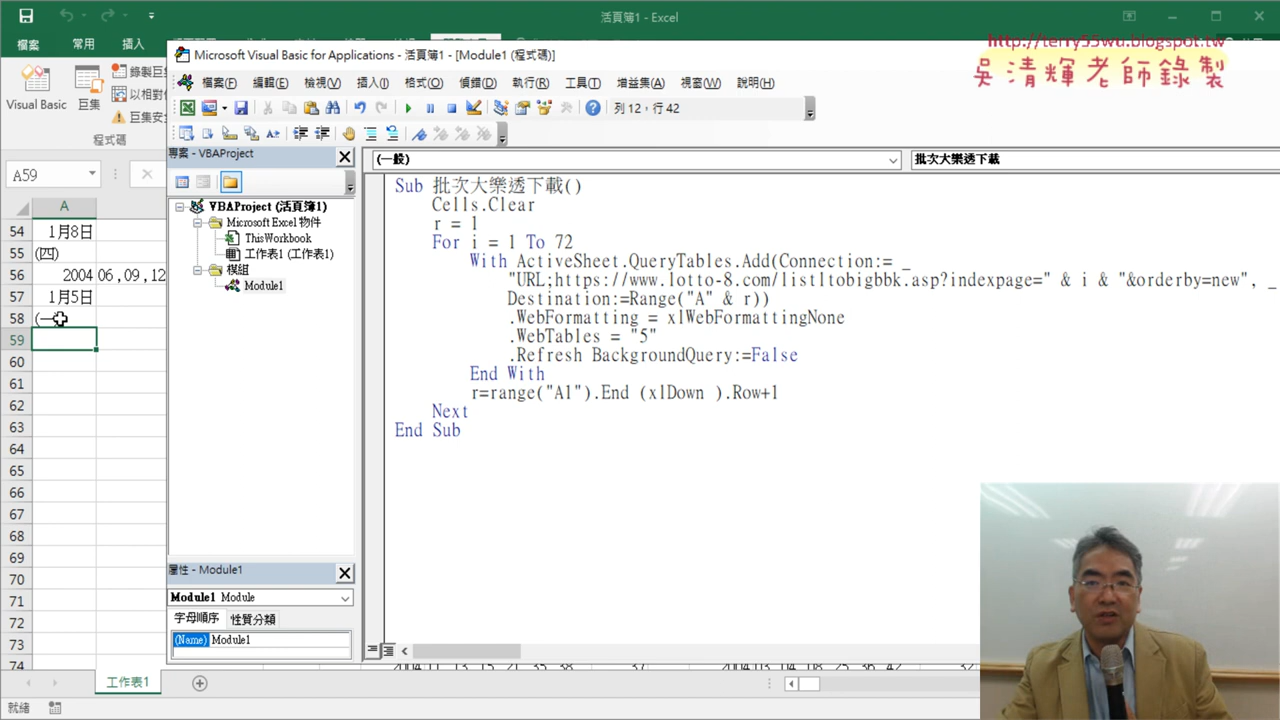 活頁簿1 - Excel
檔案 常用 插入
http://terry55wu.blogspot.tw
吳清輝老師錄製
Visual Basic 巨集 錄製巨集
以相對
巨集安
程式碼
Microsoft Visual Basic for Applications - 活頁簿1 - [Module1 (程式碼)]
檔案(F) 編輯(E) 檢視(V) 插入(I) 格式(O) 偵錯(D) 執行(R) 工具(T) 增益集(A) 視窗(W) 說明(H)
列 12，行 42
專案 - VBAProject
VBAProject (活頁簿1)
Microsoft Excel 物件
ThisWorkbook
工作表1 (工作表1)
模組
Module1
屬性 - Module1
Module1 Module
字母順序 性質分類
(Name) Module1
(一般) 批次大樂透下載
Sub 批次大樂透下載()
Cells.Clear
r = 1
For i = 1 To 72
With ActiveSheet.QueryTables.Add(Connection:= _
"URL;https://www.lotto-8.com/listltobigbbk.asp?indexpage=" & i & "&orderby=new", _
Destination:=Range("A" & r))
.WebFormatting = xlWebFormattingNone
.WebTables = "5"
.Refresh BackgroundQuery:=False
End With
r=range("A1").End (xlDown ).Row+1
Next
End Sub
A59
A
54 1月8日
55 (四)
56 2004 06,09,12
57 1月5日
58 (一)
59
60
61
62
63
64
65
66
67
68
69
70
71
72
73
74
工作表1
就緒